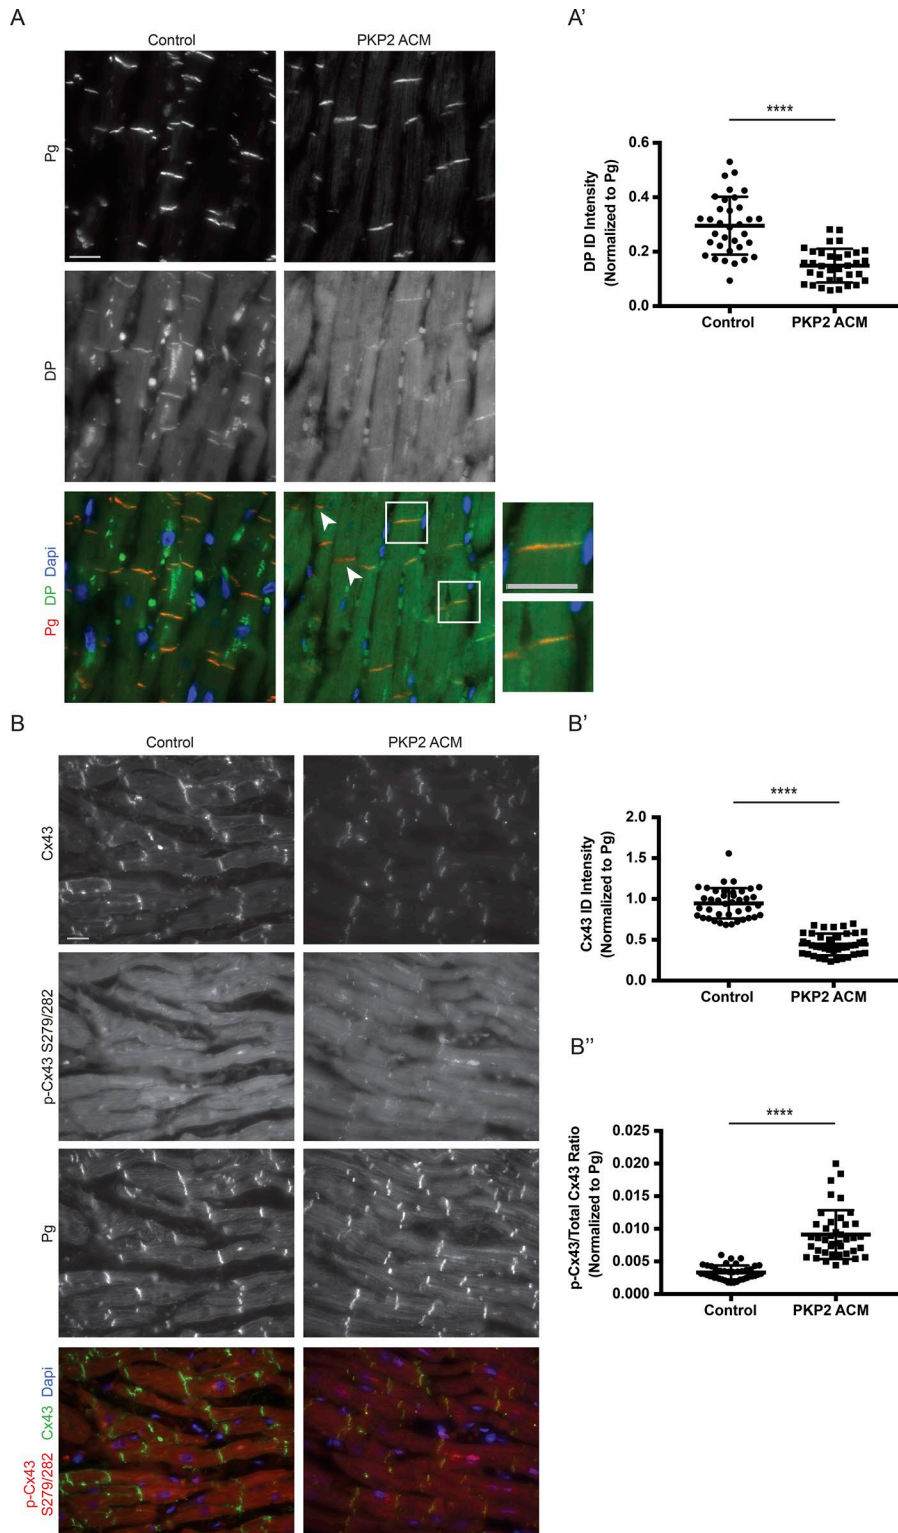 A
Control
PKP2 ACM
Pg
DP
Pg DP Dapi
A’
****
DP ID Intensity
(Normalized to Pg)
0.6
0.4
0.2
0.0
Control
PKP2 ACM
B
Control
PKP2 ACM
Cx43
p-Cx43 S279/282
Pg
p-Cx43
S279/282 Cx43 Dapi
B’
****
Cx43 ID Intensity
(Normalized to Pg)
2.0
1.5
1.0
0.5
0.0
Control
PKP2 ACM
B”
****
p-Cx43/Total Cx43 Ratio
(Normalized to Pg)
0.025
0.020
0.015
0.010
0.005
0.000
Control
PKP2 ACM